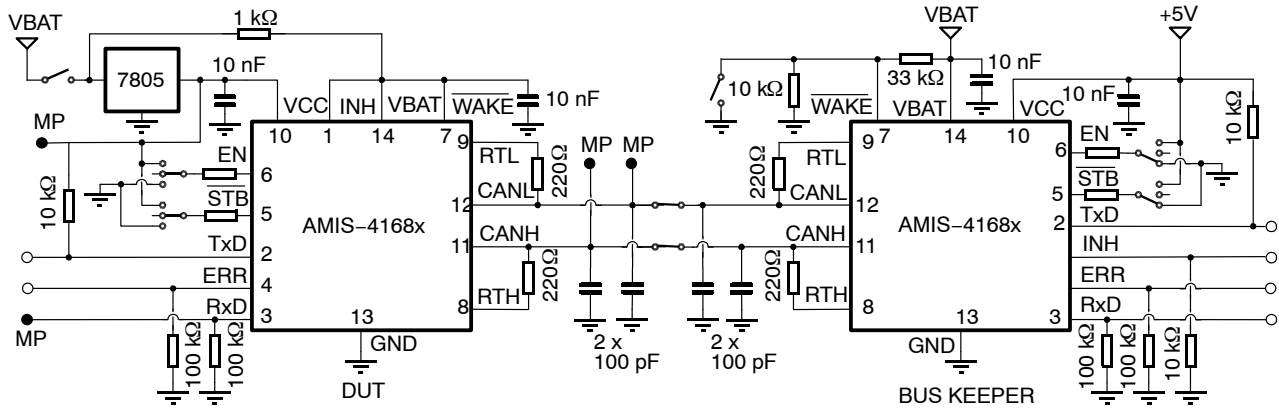 VBAT
1 kΩ
7805
10 nF
10 nF
VCC
INH
VBAT
WAKE
10
1
14
7
MP
EN
6
STB
5
10 kΩ
TxD
2
ERR
4
RxD
3
MP
100 kΩ
100 kΩ
AMIS−4168x
9
RTL
220Ω
CANL
12
11
CANH
RTH
8
220Ω
13
GND
DUT
MP
MP
2 x
100 pF
2 x
100 pF
VBAT
+5V
33 kΩ
10 kΩ
10 nF
10 nF
10 kΩ
WAKE
VBAT
VCC
7
14
10
220Ω
9
RTL
CANL
12
CANH
11
220Ω
RTH
8
AMIS−4168x
EN
6
STB
5
TxD
2
INH
ERR
RxD
3
13
GND
100 kΩ
100 kΩ
10 kΩ
BUS KEEPER